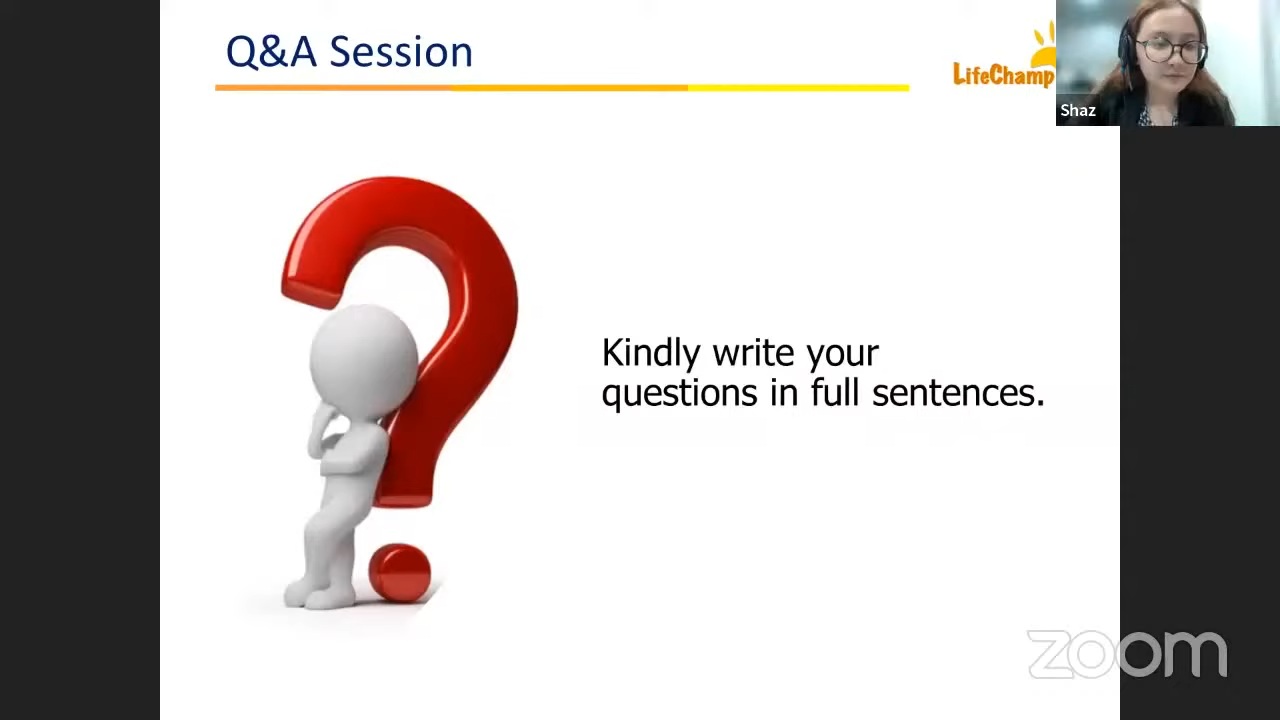 Q&A Session
LifeChamp
Shaz
Kindly write your
questions in full sentences.
zoom